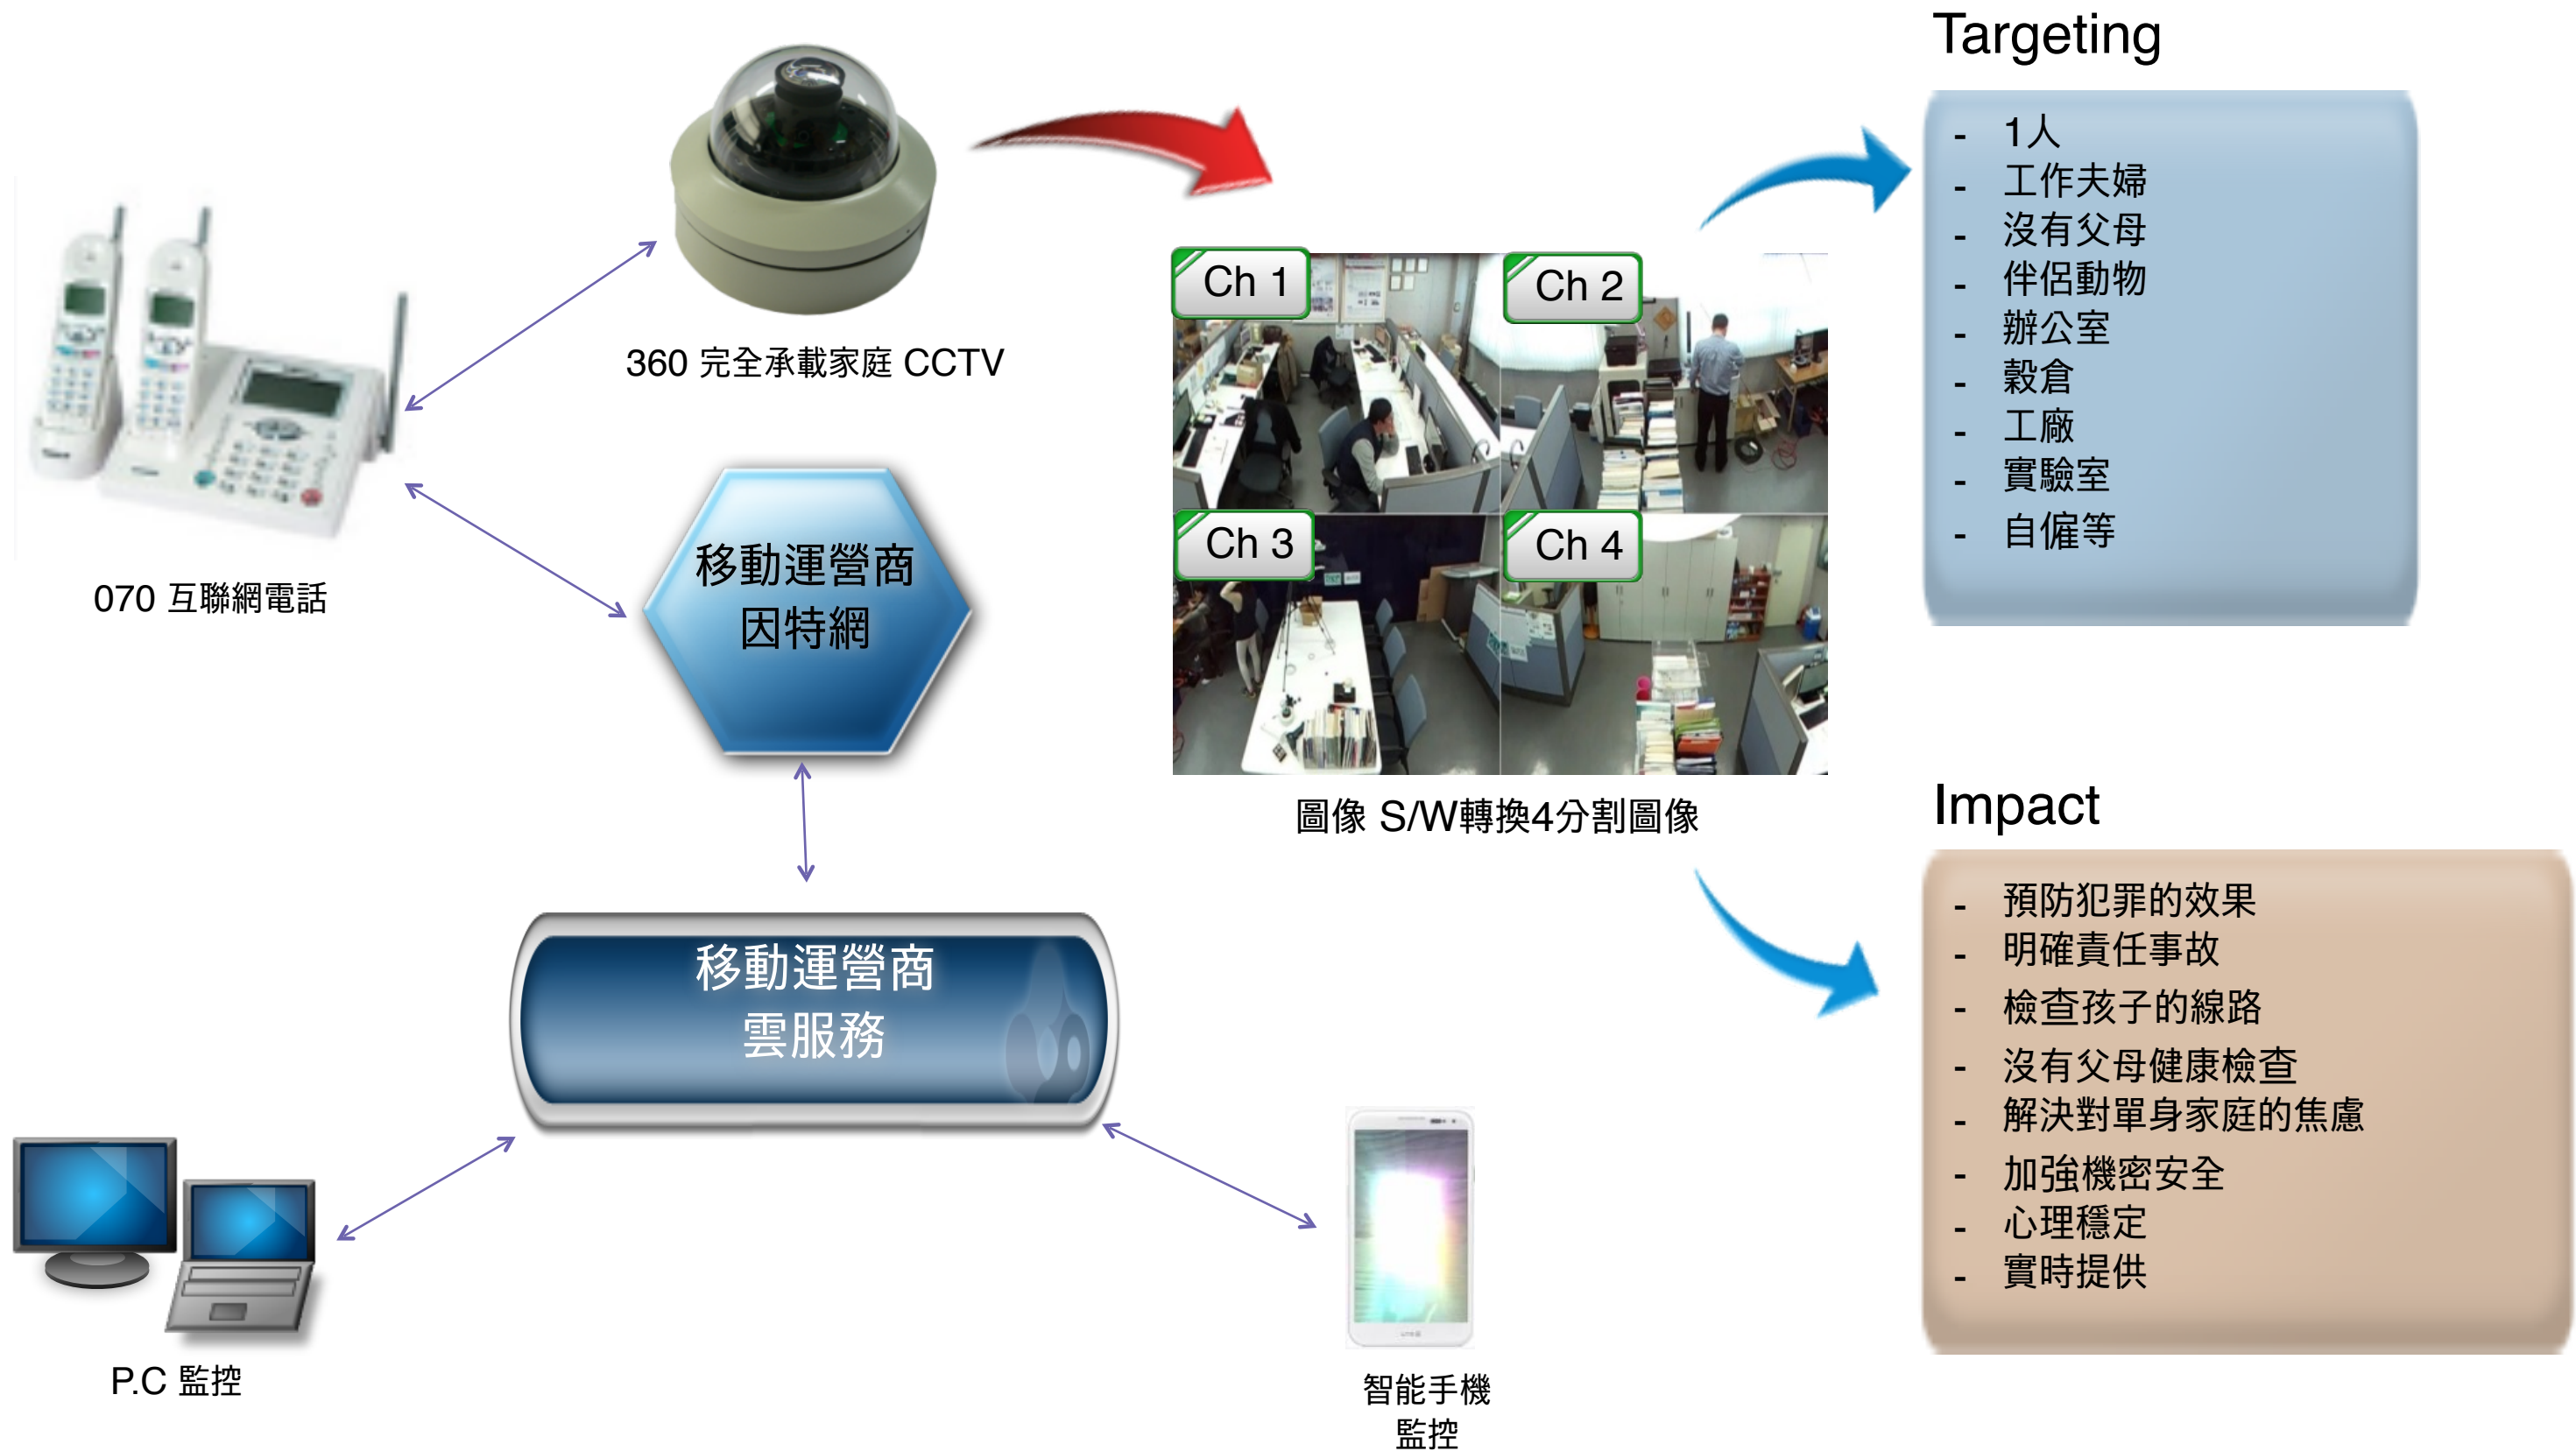 Targeting
- 1人
- 工作夫婦
- 沒有父母
- 伴侶動物
- 辦公室
- 穀倉
- 工廠
- 實驗室
- 自僱等
360 完全承載家庭 CCTV
070 互聯網電話
移動運營商
因特網
Ch 1
Ch 2
Ch 3
Ch 4
圖像 S/W轉換4分割圖像
Impact
- 預防犯罪的效果
- 明確責任事故
- 檢查孩子的線路
- 沒有父母健康檢查
- 解決對單身家庭的焦慮
- 加強機密安全
- 心理穩定
- 實時提供
移動運營商
雲服務
P.C 監控
智能手機
監控